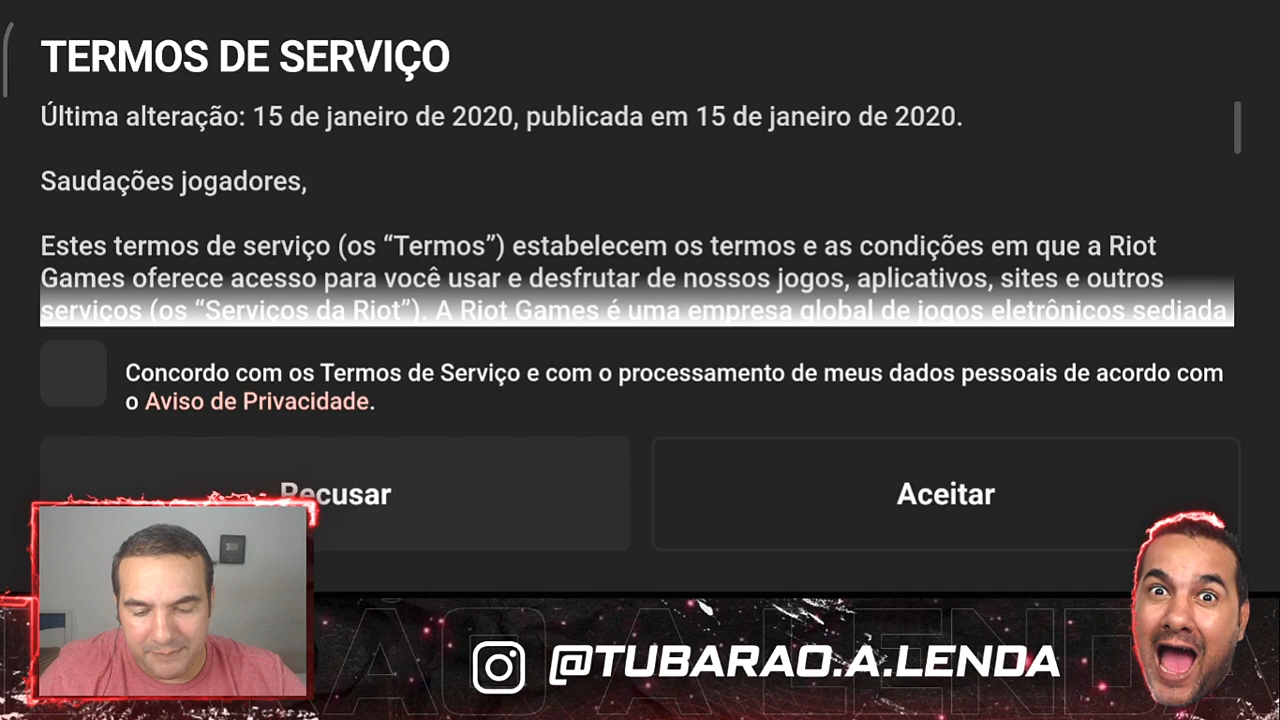 TERMOS DE SERVIÇO
Última alteração: 15 de janeiro de 2020, publicada em 15 de janeiro de 2020.
Saudações jogadores,
Estes termos de serviço (os “Termos”) estabelecem os termos e as condições em que a Riot
Games oferece acesso para você usar e desfrutar de nossos jogos, aplicativos, sites e outros
serviços (os “Serviços da Riot”). A Riot Games é uma empresa global de jogos eletrônicos sediada
Concordo com os Termos de Serviço e com o processamento de meus dados pessoais de acordo com
o Aviso de Privacidade.
Recusar
Aceitar
ÃO A LENDA
@TUBARAO.A.LENDA